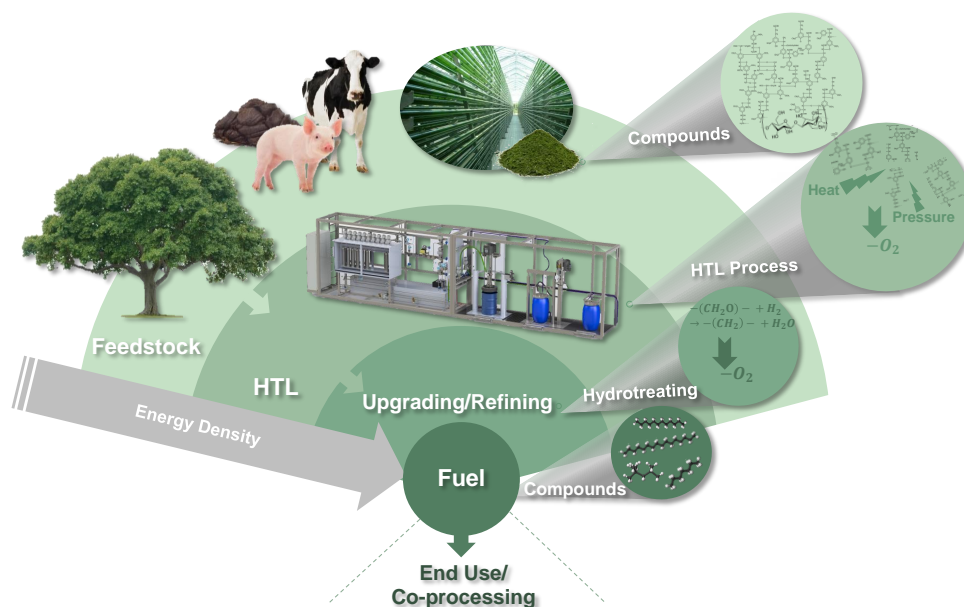 Compounds
Heat
Pressure
−O₂
HTL Process
−(CH₂O) − + H₂
→ −(CH₂) − + H₂O
−O₂
Feedstock
HTL
Hydrotreating
Upgrading/Refining
Energy Density
Fuel
Compounds
End Use/
Co-processing